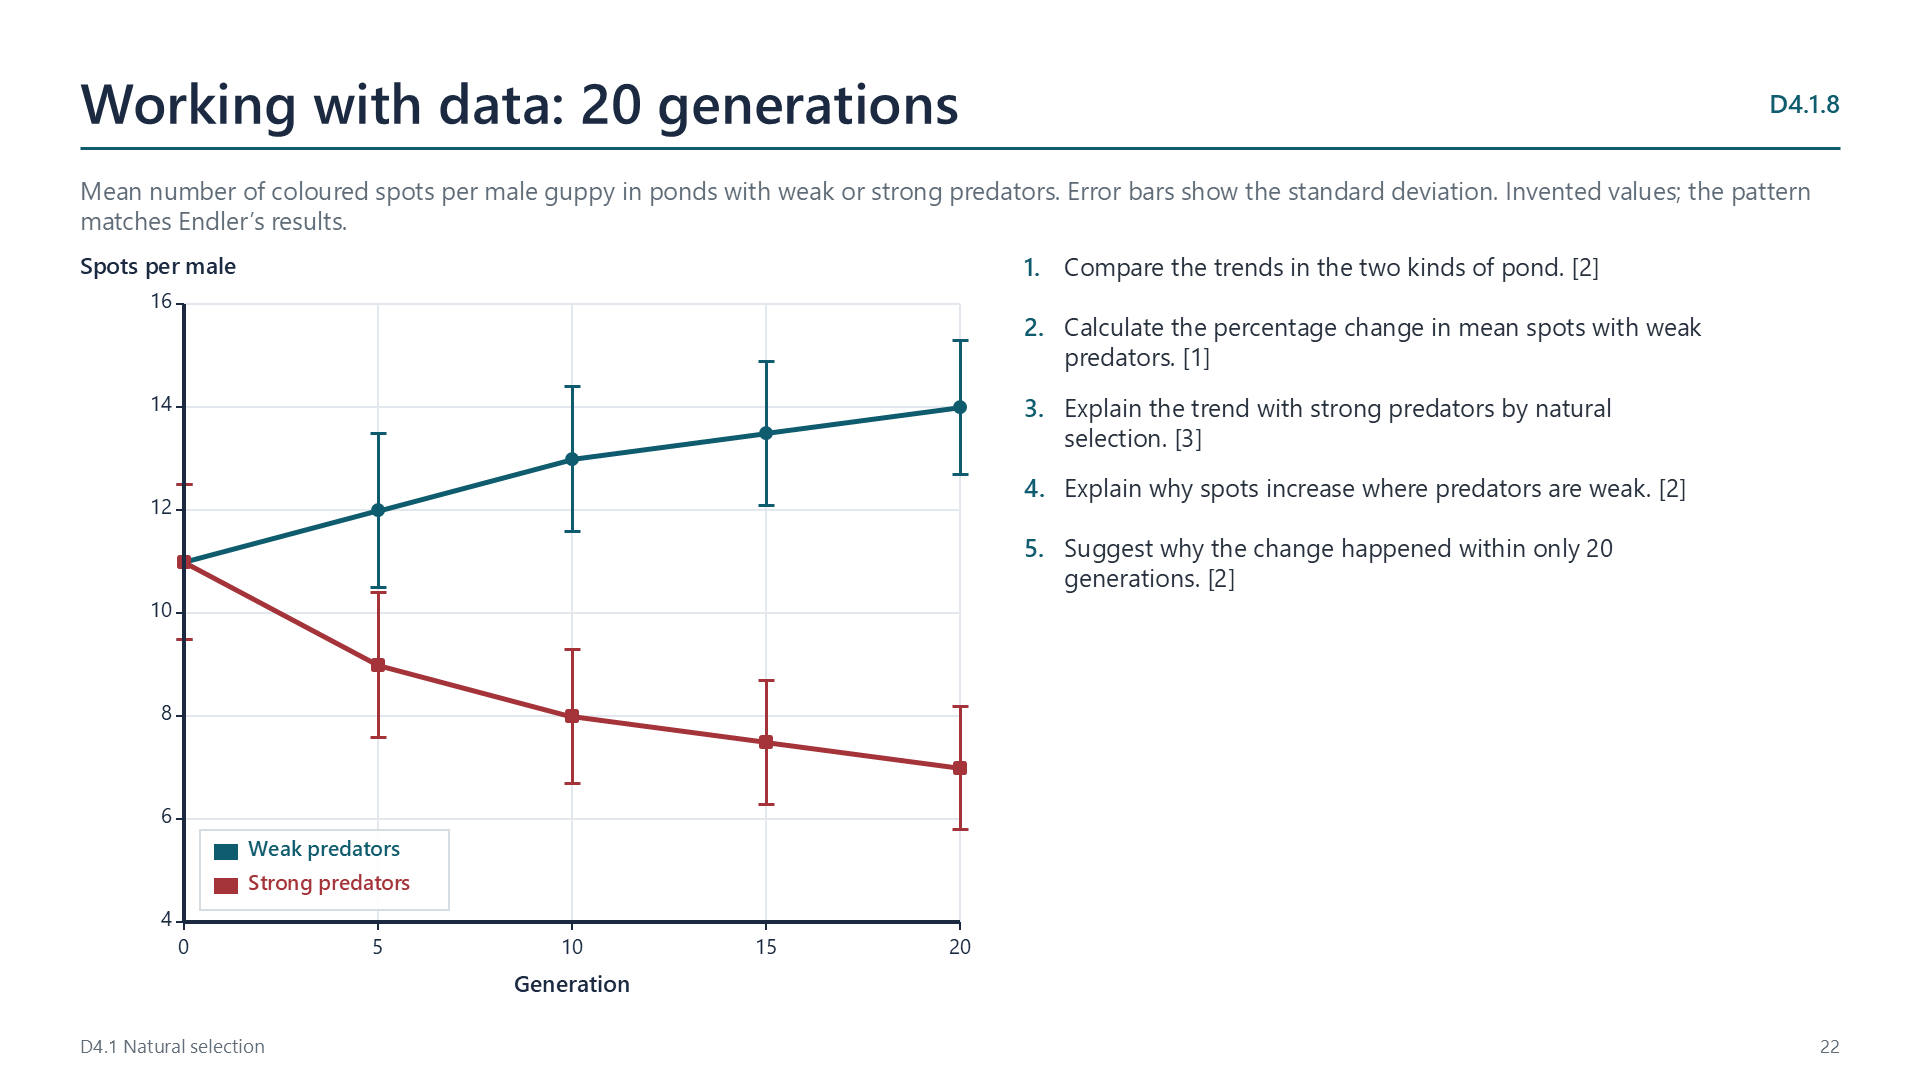 Working with data: 20 generations
D4.1.8
Mean number of coloured spots per male guppy in ponds with weak or strong predators. Error bars show the standard deviation. Invented values; the pattern
matches Endler’s results.
Spots per male
16
14
12
10
8
6
4
Weak predators
Strong predators
0
5
10
15
20
Generation
1. Compare the trends in the two kinds of pond. [2]
2. Calculate the percentage change in mean spots with weak
predators. [1]
3. Explain the trend with strong predators by natural
selection. [3]
4. Explain why spots increase where predators are weak. [2]
5. Suggest why the change happened within only 20
generations. [2]
D4.1 Natural selection
22